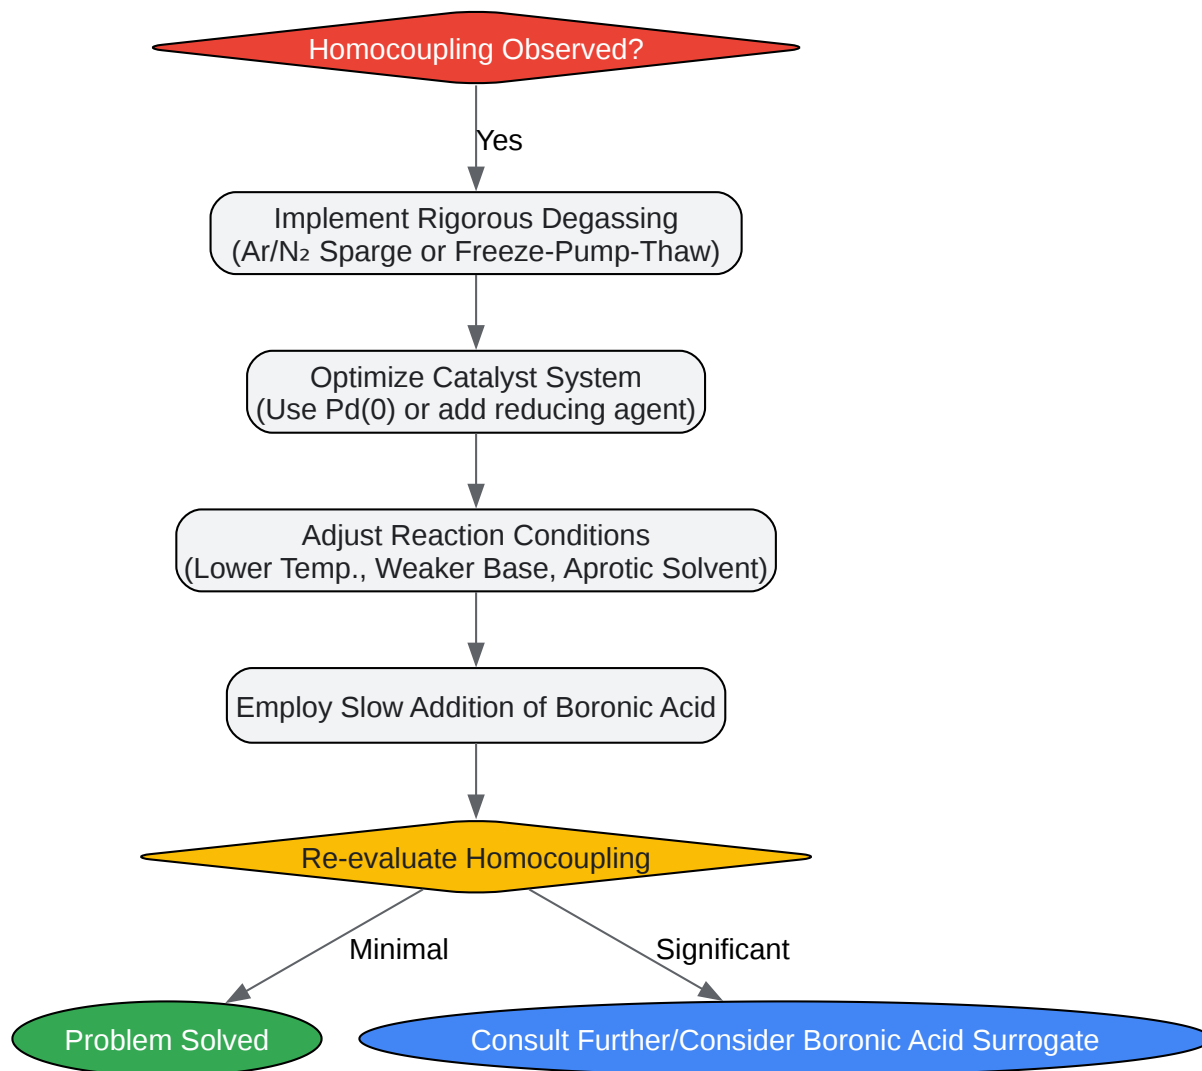 Homocoupling Observed?
Yes
Implement Rigorous Degassing
(Ar/N₂ Sparge or Freeze-Pump-Thaw)
Optimize Catalyst System
(Use Pd(0) or add reducing agent)
Adjust Reaction Conditions
(Lower Temp., Weaker Base, Aprotic Solvent)
Employ Slow Addition of Boronic Acid
Re-evaluate Homocoupling
Minimal
Significant
Problem Solved
Consult Further/Consider Boronic Acid Surrogate